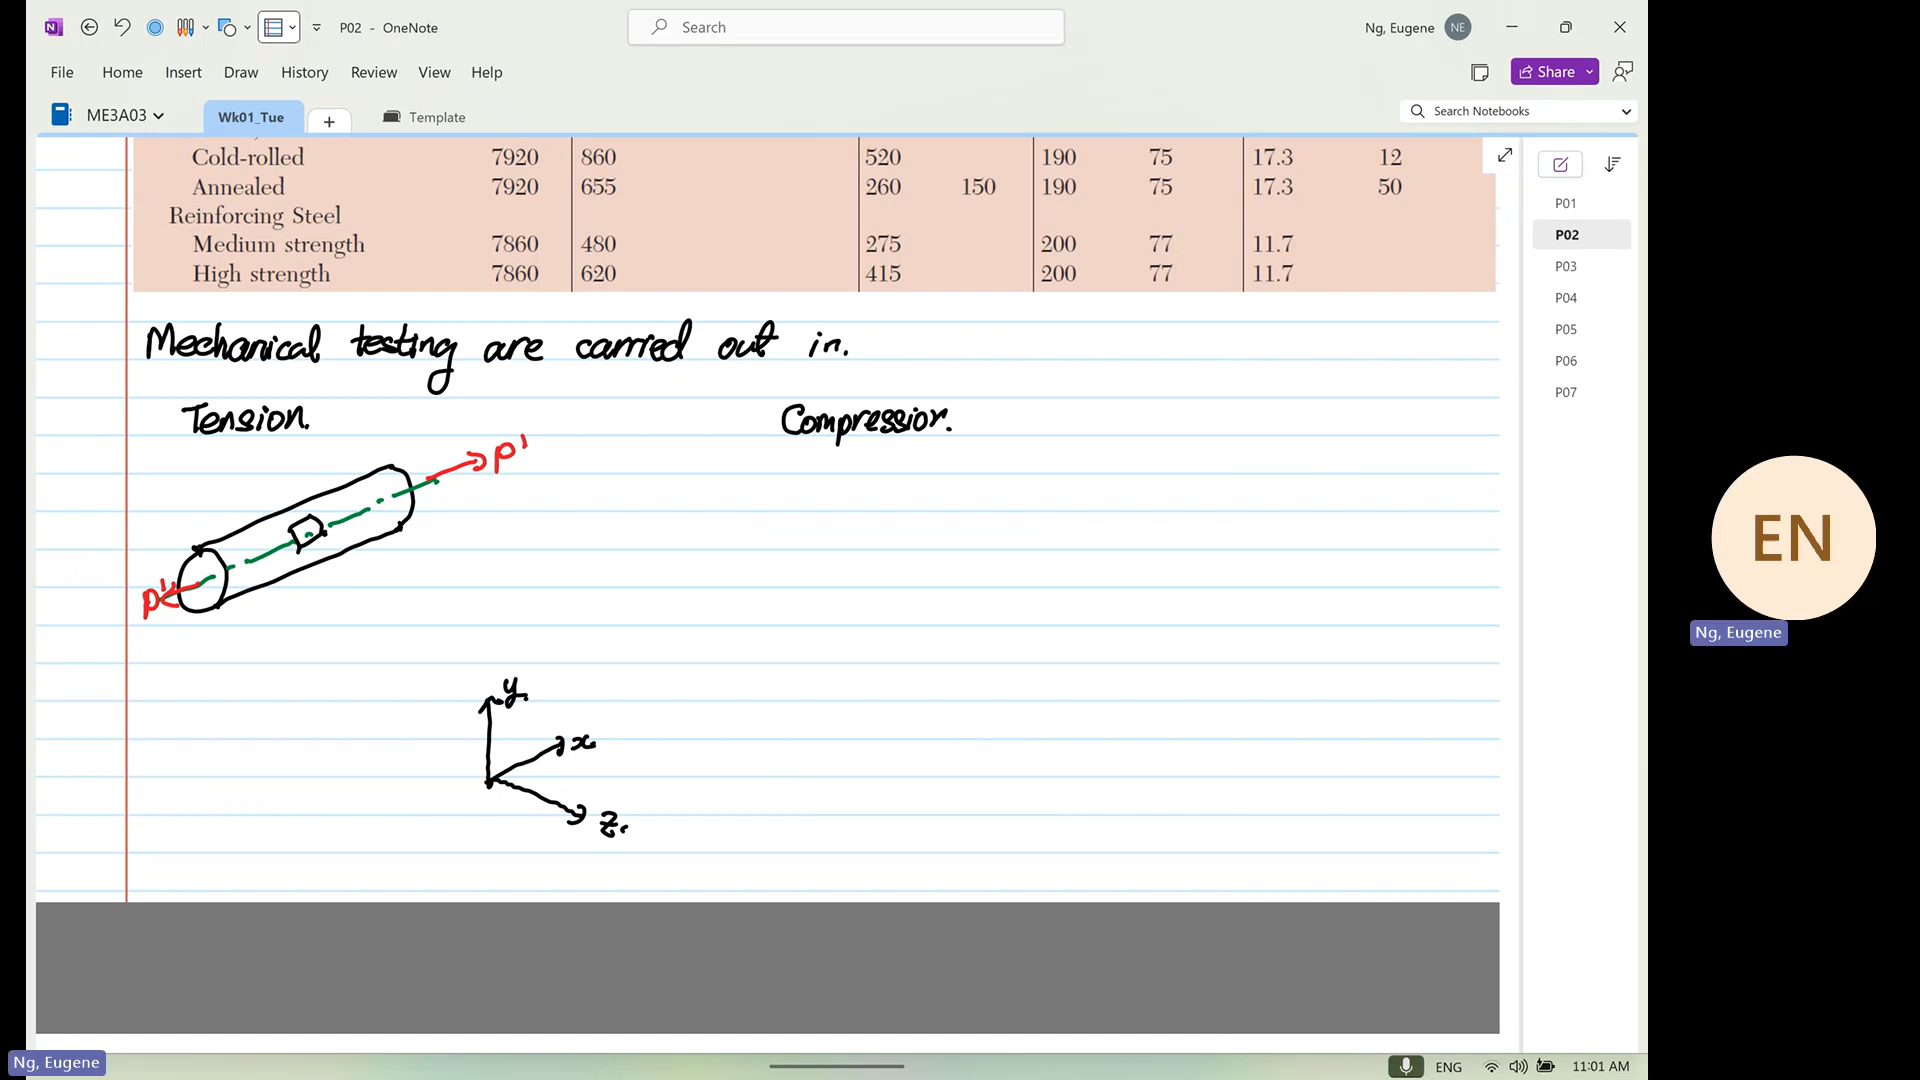 P02 - OneNote
Search
Ng, Eugene
NE
File Home Insert Draw History Review View Help
Share
ME3A03
Wk01_Tue
+
Template
Search Notebooks
Cold-rolled 7920 860 520 190 75 17.3 12
Annealed 7920 655 260 150 190 75 17.3 50
Reinforcing Steel
Medium strength 7860 480 275 200 77 11.7
High strength 7860 620 415 200 77 11.7
P01
P02
P03
P04
P05
P06
P07
Mechanical testing are carried out in.
Tension. Compression.
P'
P'
y.
x
z.
EN
Ng, Eugene
Ng, Eugene
ENG 11:01 AM